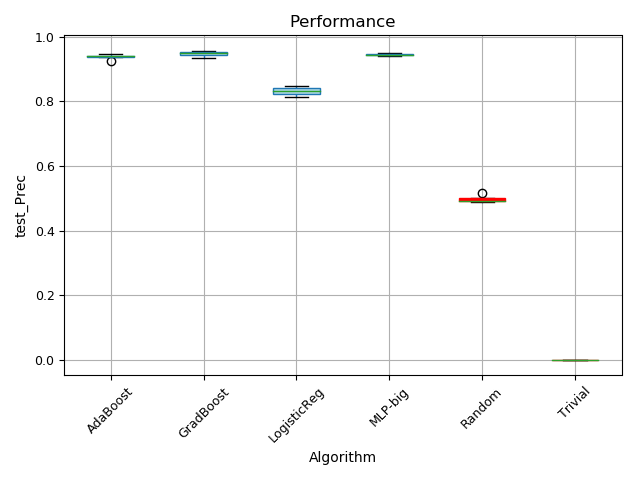 Performance
test_Prec
1.0
0.8
0.6
0.4
0.2
0.0
AdaBoost
GradBoost
LogisticReg
MLP-big
Random
Trivial
Algorithm